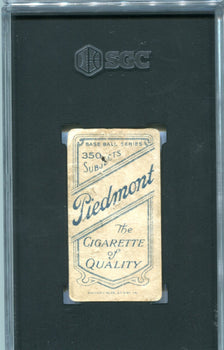 SGC
BASE BALL SERIES
350 SUBJECTS
Piedmont
The
CIGARETTE
of
QUALITY